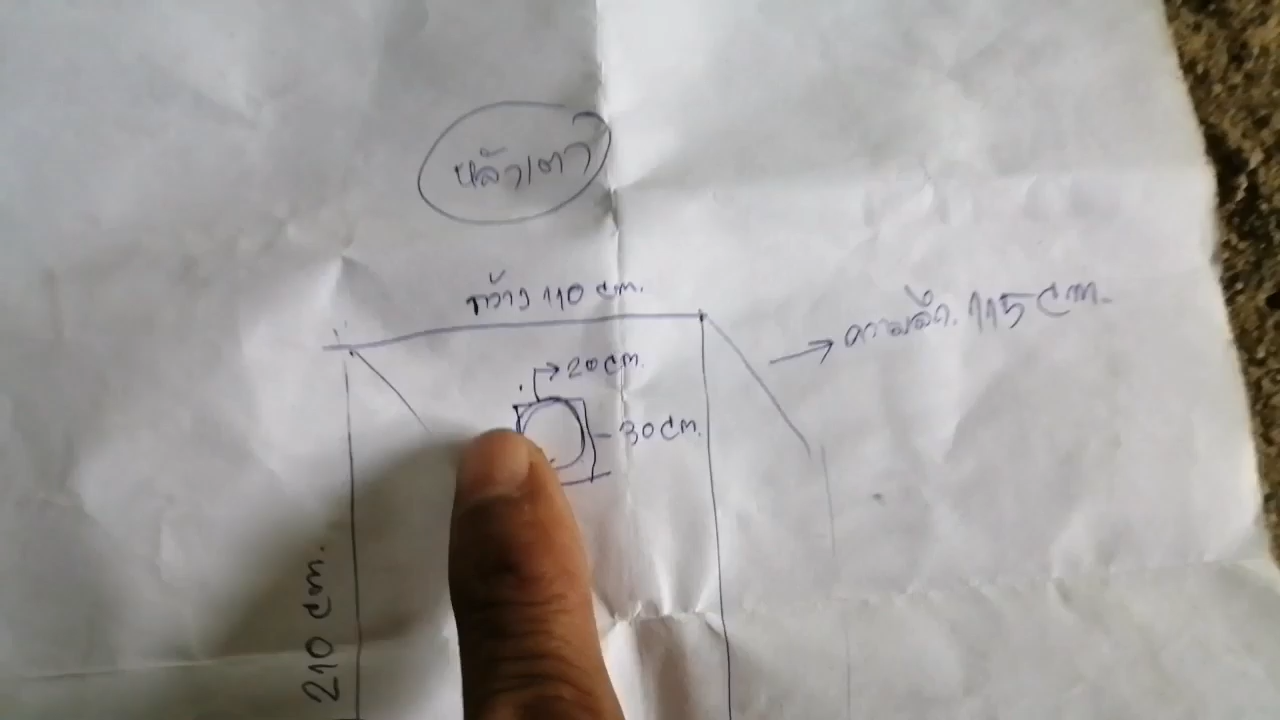 หลังเตา
กว้าง 110 cm.
ความลึก. 115 cm.
20 cm.
30 cm.
210 cm.